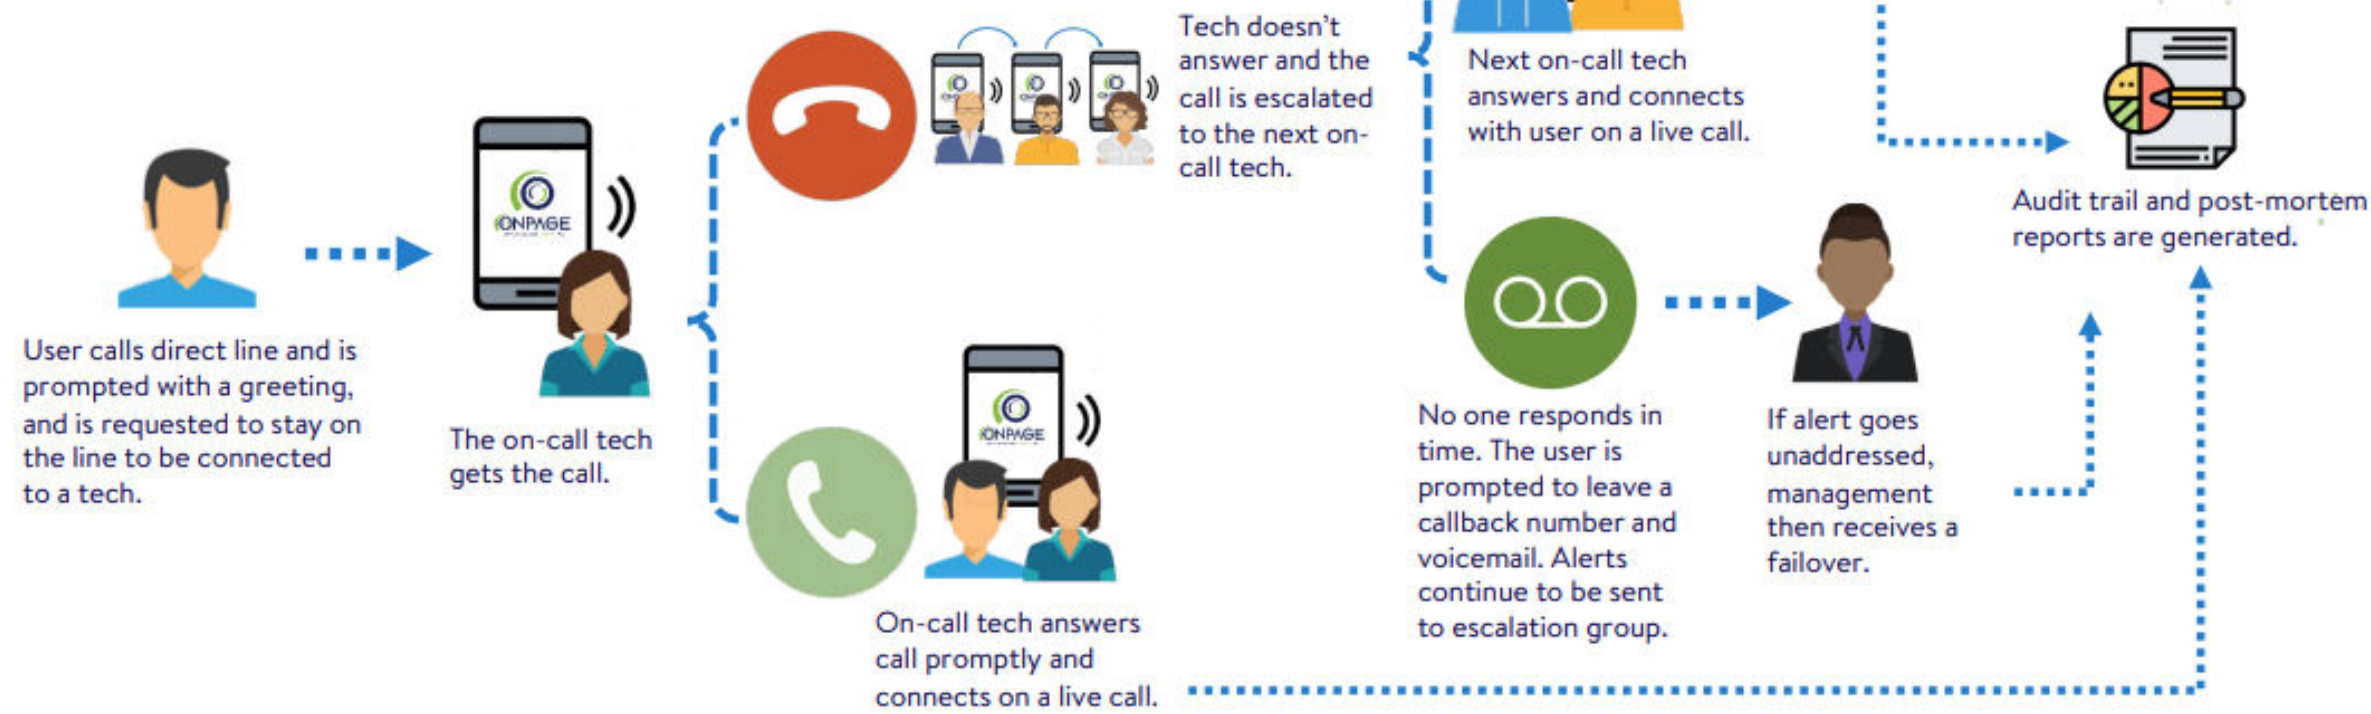 User calls direct line and is
prompted with a greeting,
and is requested to stay on
the line to be connected
to a tech.
ONPAGE
The on-call tech
gets the call.
Tech doesn't
answer and the
call is escalated
to the next on-
call tech.
ONPAGE
On-call tech answers
call promptly and
connects on a live call.
Next on-call tech
answers and connects
with user on a live call.
No one responds in
time. The user is
prompted to leave a
callback number and
voicemail. Alerts
continue to be sent
to escalation group.
If alert goes
unaddressed,
management
then receives a
failover.
Audit trail and post-mortem
reports are generated.